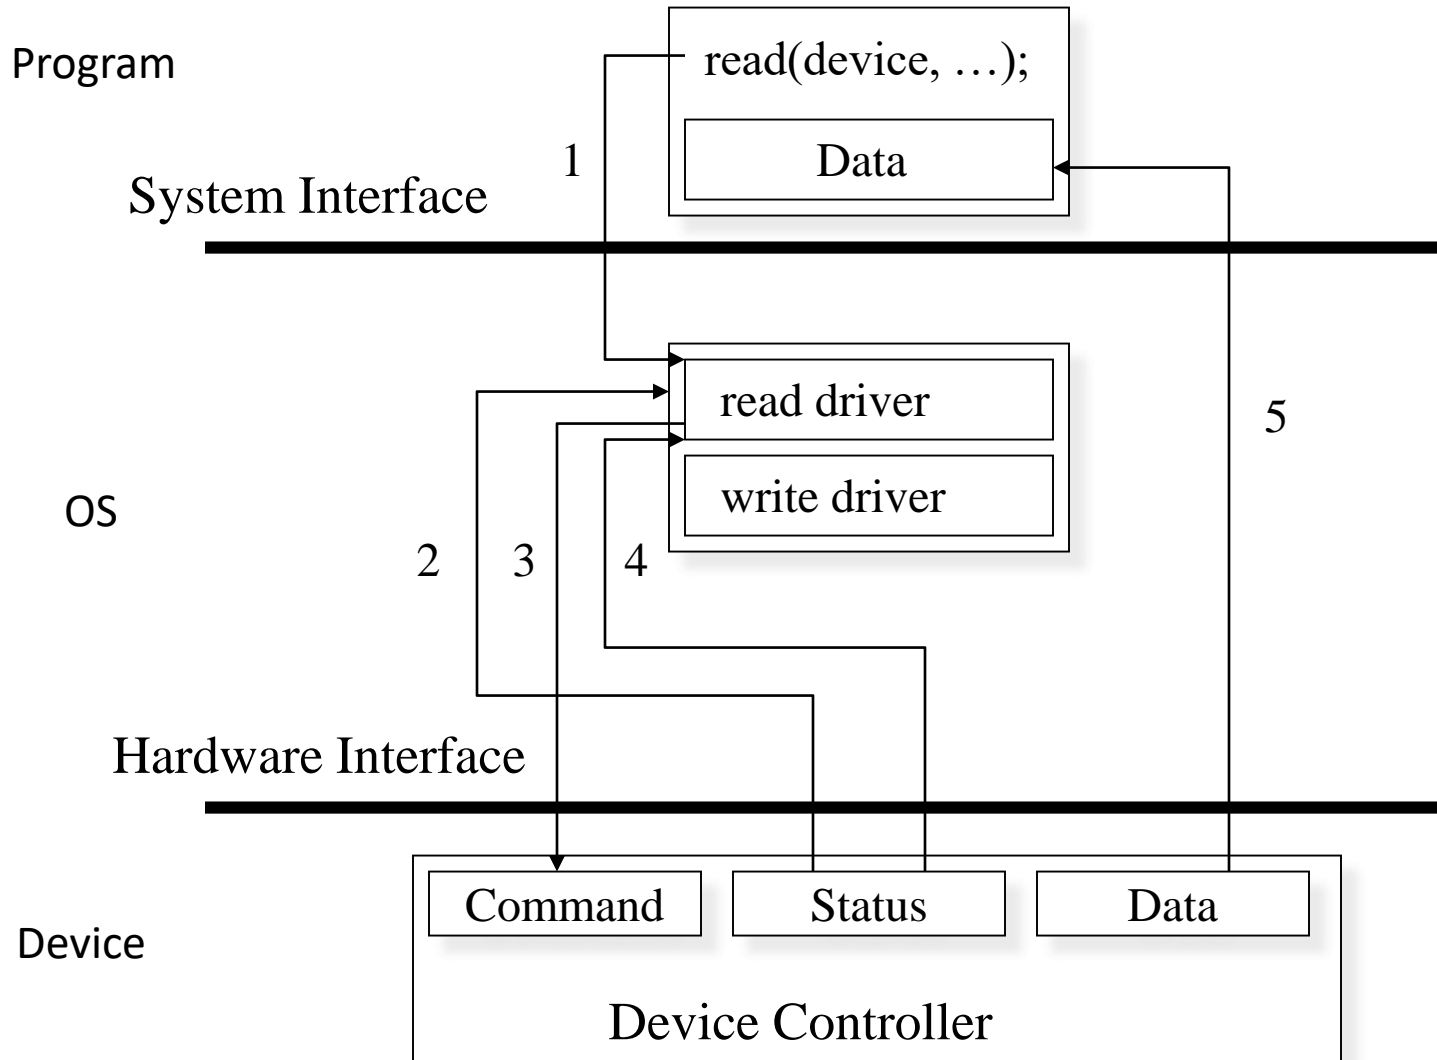 Program
read(device, …);
Data
1
System Interface
read driver
5
write driver
OS
2
3
4
Hardware Interface
Command
Status
Data
Device
Device Controller